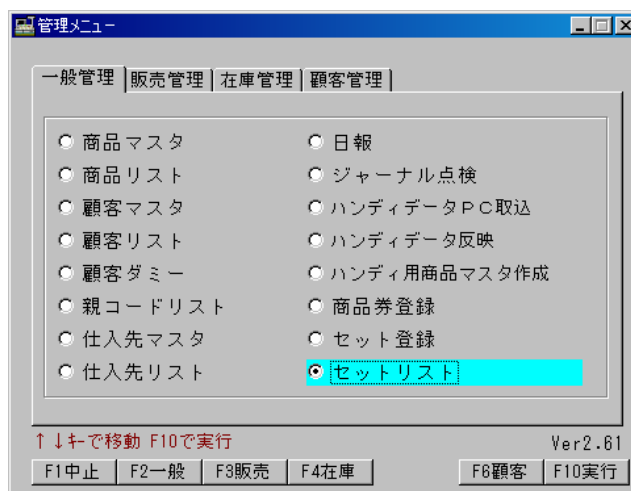 管理メニュー
一般管理 販売管理 在庫管理 顧客管理
商品マスタ
商品リスト
顧客マスタ
顧客リスト
顧客ダミー
親コードリスト
仕入先マスタ
仕入先リスト
日報
ジャーナル点検
ハンディデータPC取込
ハンディデータ反映
ハンディ用商品マスタ作成
商品券登録
セット登録
セットリスト
↑↓キーで移動 F10で実行
Ver2.61
F1中止 F2一般 F3販売 F4在庫 F6顧客 F10実行